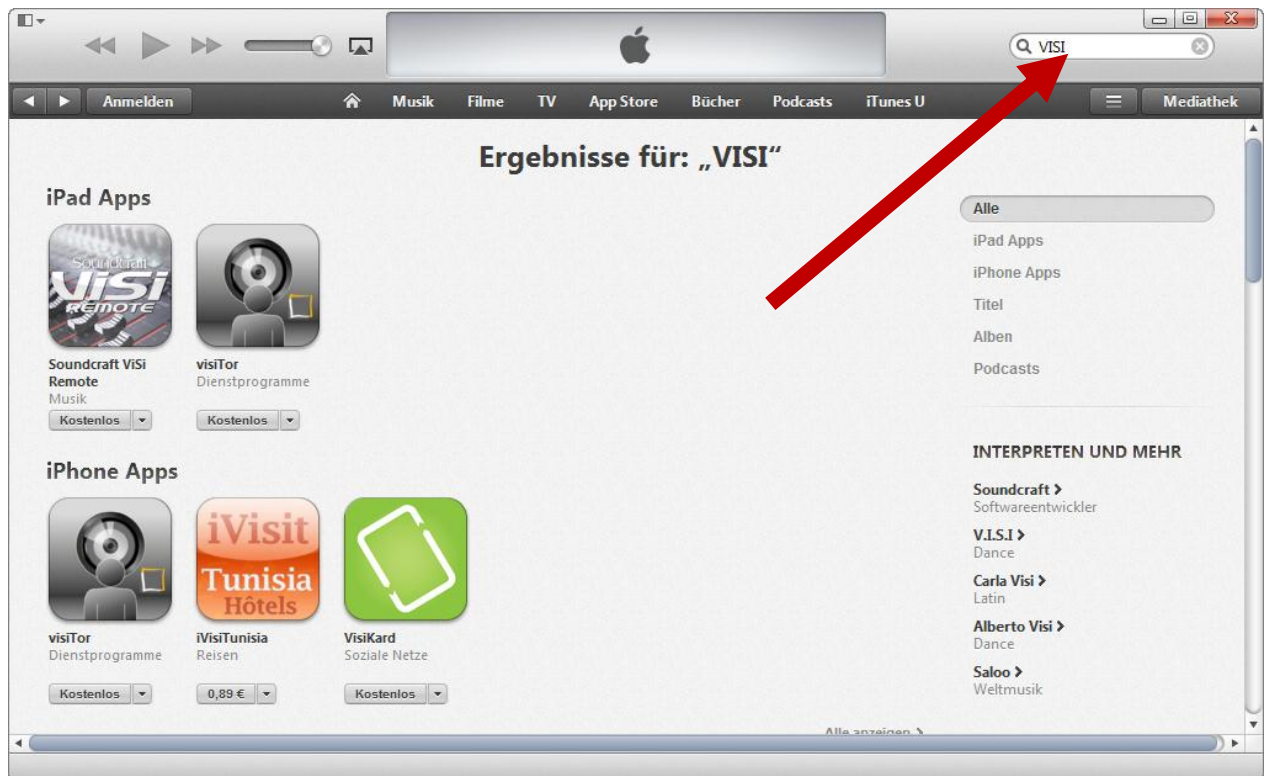 VISI
Anmelden
Musik
Filme
TV
App Store
Bücher
Podcasts
iTunes U
Mediathek
Ergebnisse für: „VISI“
iPad Apps
Soundcraft
ViSi
REMOTE
Soundcraft ViSi
Remote
Musik
Kostenlos
visiTor
Dienstprogramme
Kostenlos
iPhone Apps
visiTor
Dienstprogramme
Kostenlos
iVisit
Tunisia
Hôtels
iVisiTunisia
Reisen
0,89 €
VisiKard
Soziale Netze
Kostenlos
Alle anzeigen
Alle
iPad Apps
iPhone Apps
Titel
Alben
Podcasts
INTERPRETEN UND MEHR
Soundcraft
Softwareentwickler
V.I.S.I
Dance
Carla Visi
Latin
Alberto Visi
Dance
Saloo
Weltmusik